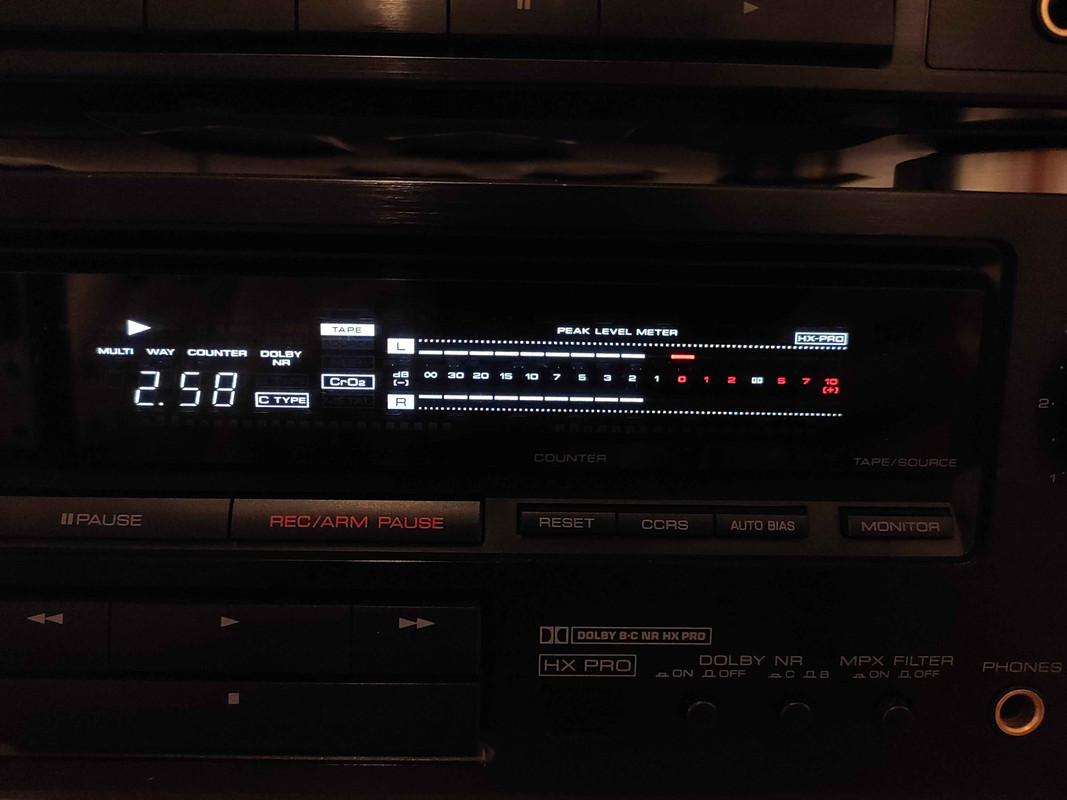 PEAK LEVEL METER
TAPE
HX-PRO
L
MULTI WAY COUNTER DOLBY NR
dB (-) ∞ 30 20 15 10 7 5 3 2 1 0 1 2 DD 5 7 10 (+)
CrO2
2.58
C TYPE
R
COUNTER
TAPE/SOURCE
2
1
PAUSE
REC/ARM PAUSE
RESET
CCRS
AUTO BIAS
MONITOR
DOLBY B·C NR HX PRO
HX PRO
DOLBY NR
MPX FILTER
PHONES
ON OFF
C B
ON OFF